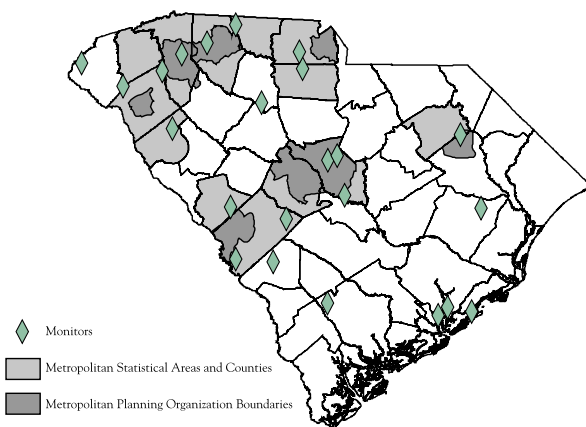 Monitors
Metropolitan Statistical Areas and Counties
Metropolitan Planning Organization Boundaries